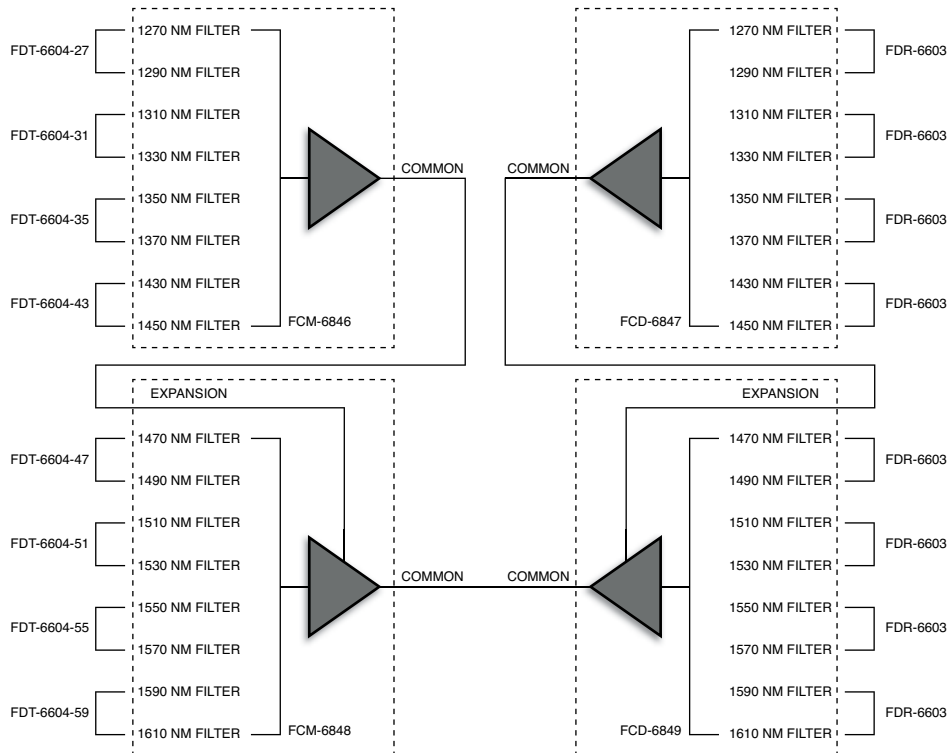 FDT-6604-27
1270 NM FILTER
1290 NM FILTER
FDT-6604-31
1310 NM FILTER
1330 NM FILTER
FDT-6604-35
1350 NM FILTER
1370 NM FILTER
FDT-6604-43
1430 NM FILTER
1450 NM FILTER
FCM-6846
COMMON
COMMON
1270 NM FILTER
1290 NM FILTER
FDR-6603
1310 NM FILTER
1330 NM FILTER
FDR-6603
1350 NM FILTER
1370 NM FILTER
FDR-6603
1430 NM FILTER
1450 NM FILTER
FDR-6603
FCD-6847
EXPANSION
FDT-6604-47
1470 NM FILTER
1490 NM FILTER
FDT-6604-51
1510 NM FILTER
1530 NM FILTER
FDT-6604-55
1550 NM FILTER
1570 NM FILTER
FDT-6604-59
1590 NM FILTER
1610 NM FILTER
FCM-6848
COMMON
COMMON
EXPANSION
1470 NM FILTER
1490 NM FILTER
FDR-6603
1510 NM FILTER
1530 NM FILTER
FDR-6603
1550 NM FILTER
1570 NM FILTER
FDR-6603
1590 NM FILTER
1610 NM FILTER
FDR-6603
FCD-6849